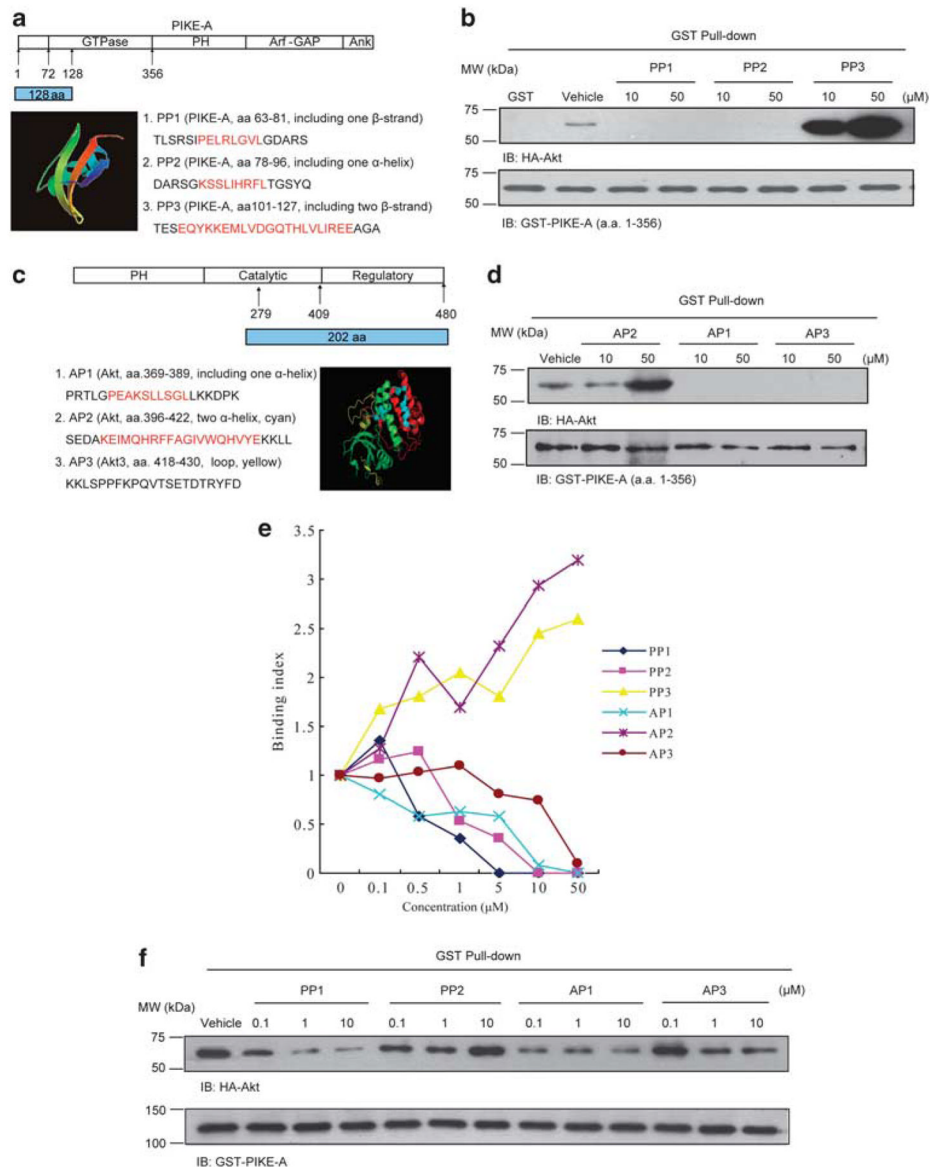 a
PIKE-A
GTPase PH Arf -GAP Ank
1 72 128 356
128 aa
1. PP1 (PIKE-A, aa 63-81, including one β-strand)
TLSRSIPELRLGVLGDARS
2. PP2 (PIKE-A, aa 78-96, including one α-helix)
DARSGKSSLIHRFLTGSYQ
3. PP3 (PIKE-A, aa101-127, including two β-strand)
TESEQYKKEMLVDGQTHLVLIREEAGA
b
GST Pull-down
MW (kDa) PP1 PP2 PP3
GST Vehicle 10 50 10 50 10 50 (μM)
75
50
IB: HA-Akt
IB: GST-PIKE-A (a.a. 1-356)
c
PH Catalytic Regulatory
279 409 480
202 aa
1. AP1 (Akt, aa.369-389, including one α-helix)
PRTLGPEAKSLLSGLLKKDPK
2. AP2 (Akt, aa.396-422, two α-helix, cyan)
SEDAKEIMQHRFFAGIVWQHVYEKKLL
3. AP3 (Akt3, aa. 418-430, loop, yellow)
KKLSPPFKPQVTSETDTRYFD
d
GST Pull-down
MW (kDa) AP2 AP1 AP3
Vehicle 10 50 10 50 10 50 (μM)
75
50
IB: HA-Akt
75
50
IB: GST-PIKE-A (a.a. 1-356)
e
3.5
3
2.5
2
1.5
1
0.5
0
Binding index
0 0.1 0.5 1 5 10 50
Concentration (μM)
PP1
PP2
PP3
AP1
AP2
AP3
f
GST Pull-down
PP1 PP2 AP1 AP3 (μM)
MW (kDa)
Vehicle 0.1 1 10 0.1 1 10 0.1 1 10 0.1 1 10
75
50
IB: HA-Akt
150
100
IB: GST-PIKE-A